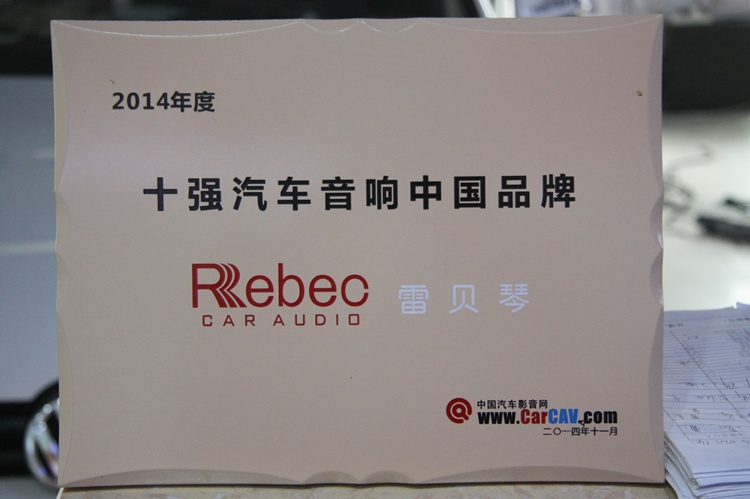 2014年度
十强汽车音响中国品牌
Rebec 雷贝琴
CAR AUDIO
中国汽车影音网
www.CarCAV.com
二〇一四年十一月